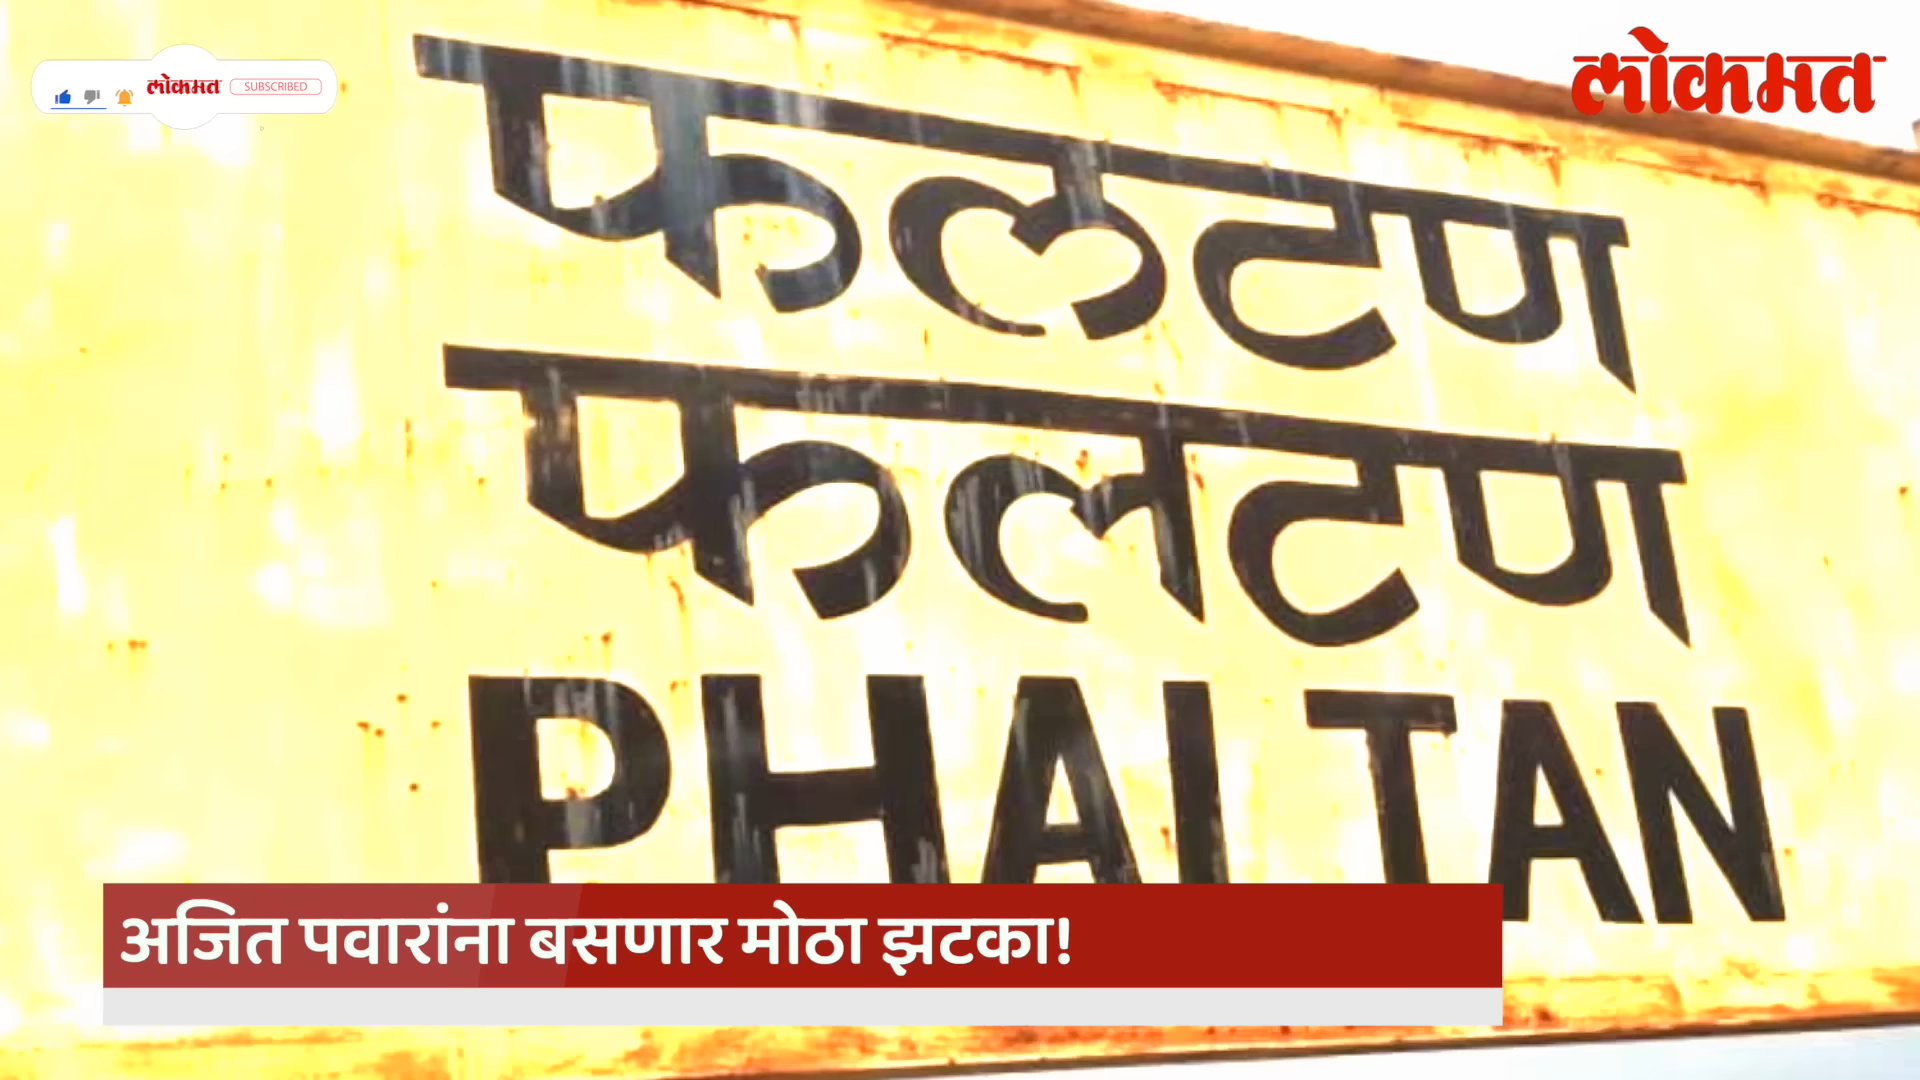 लोकमत SUBSCRIBED
लोकमत
फलटण
फलटण
PHALTAN
अजित पवारांना बसणार मोठा झटका!